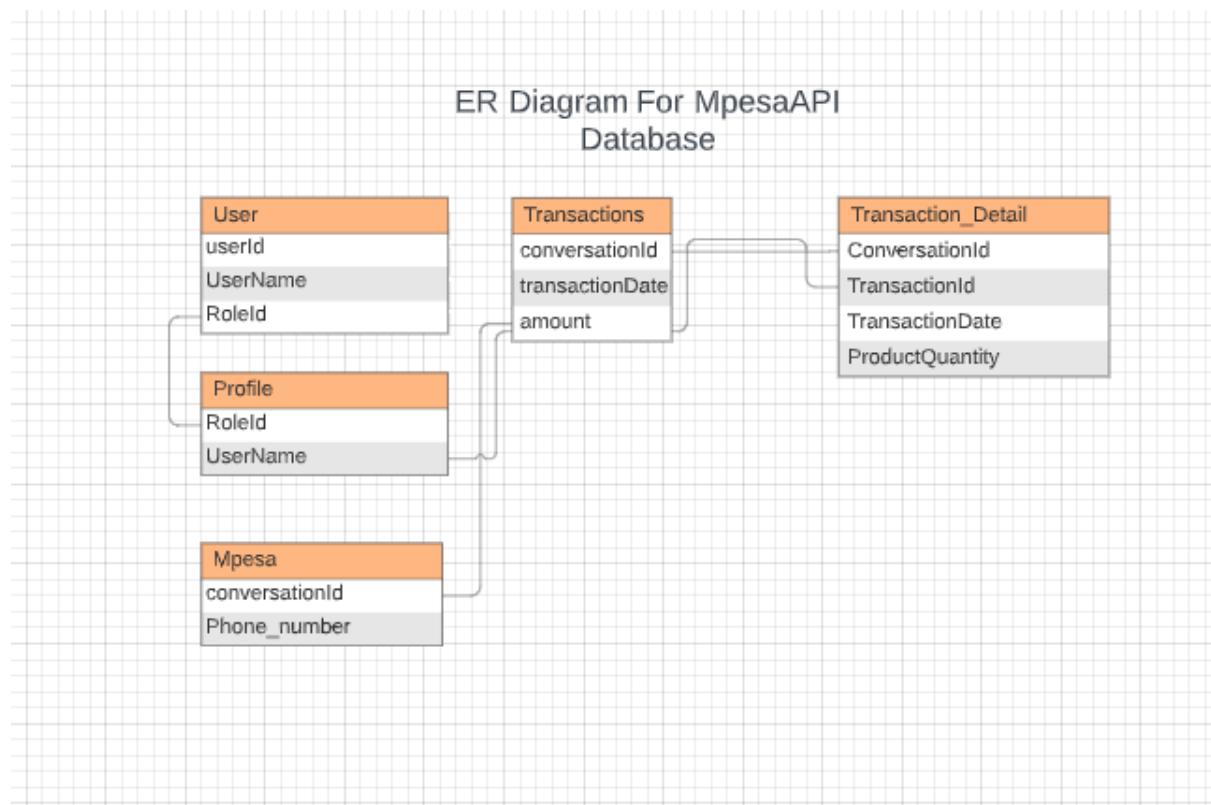 ER Diagram For MpesaAPI
Database
User
userId
UserName
RoleId
Profile
RoleId
UserName
Mpesa
conversationId
Phone_number
Transactions
conversationId
transactionDate
amount
Transaction_Detail
ConversationId
TransactionId
TransactionDate
ProductQuantity